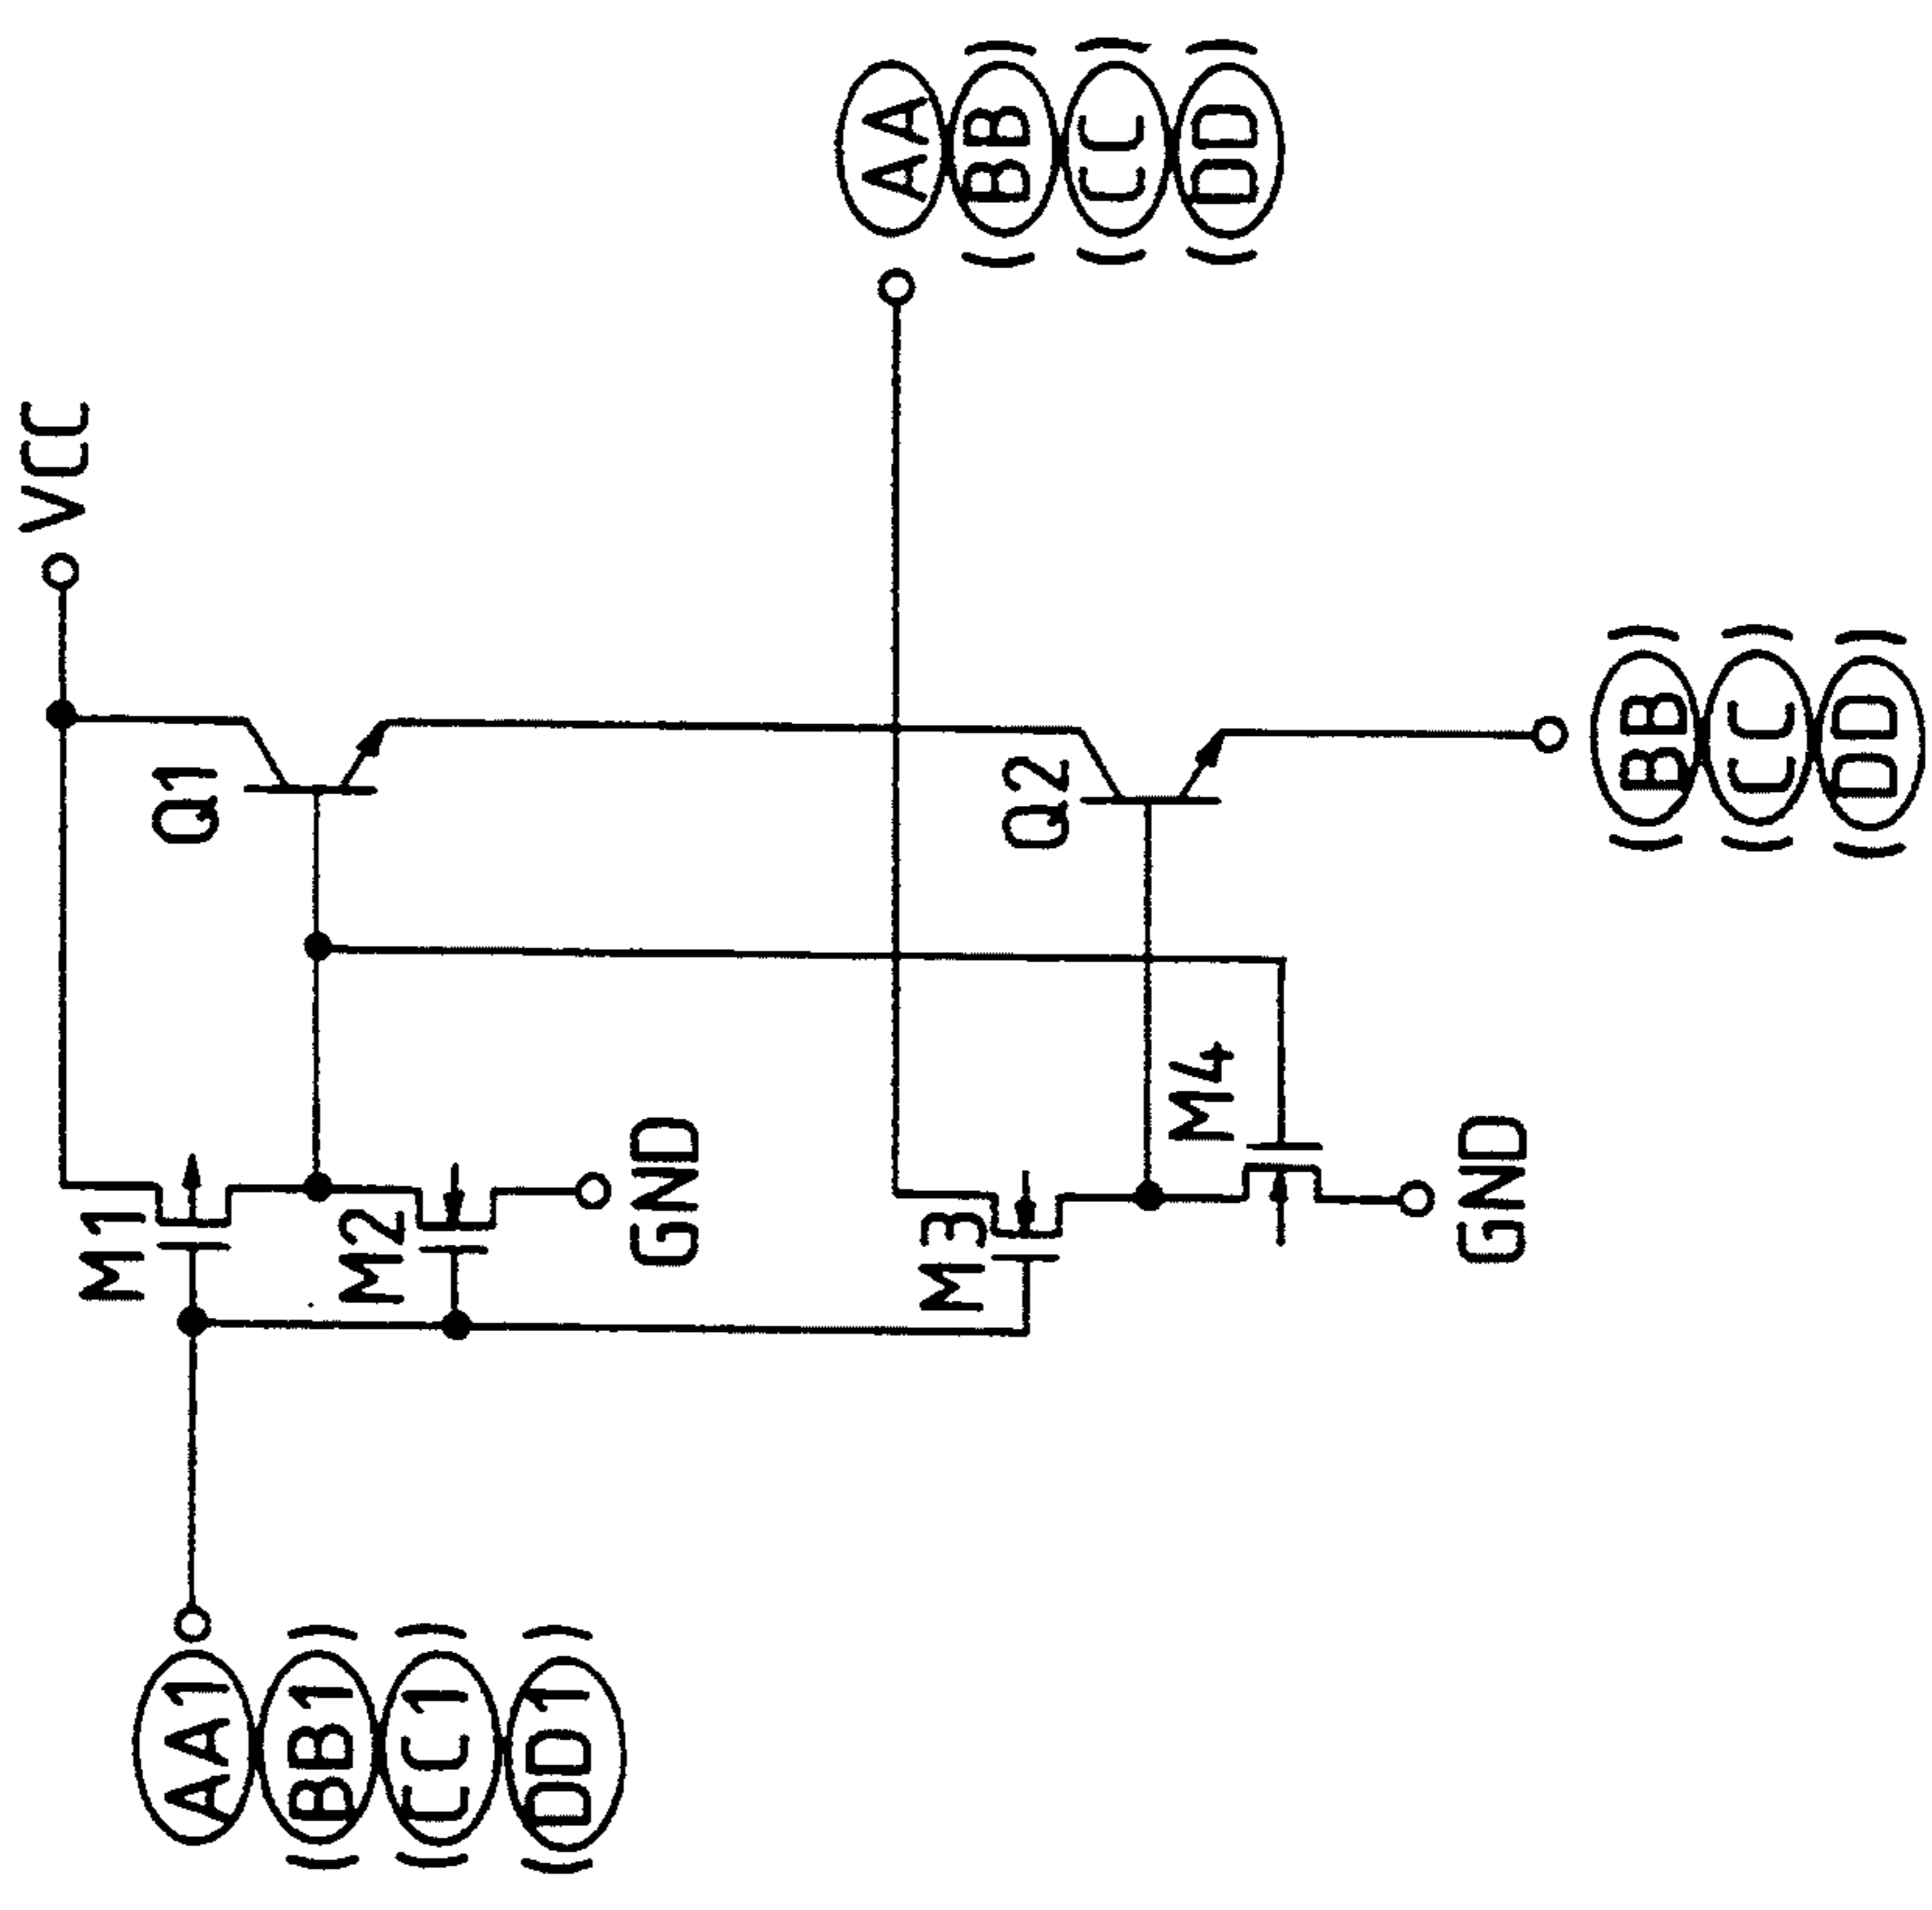 VCC
AA1
(BB1)
(CC1)
(DD1)
M1
Q1
M2
GND
AA
(BB)
(CC)
(DD)
M3
Q2
M4
GND
(BB)
(CC)
(DD)